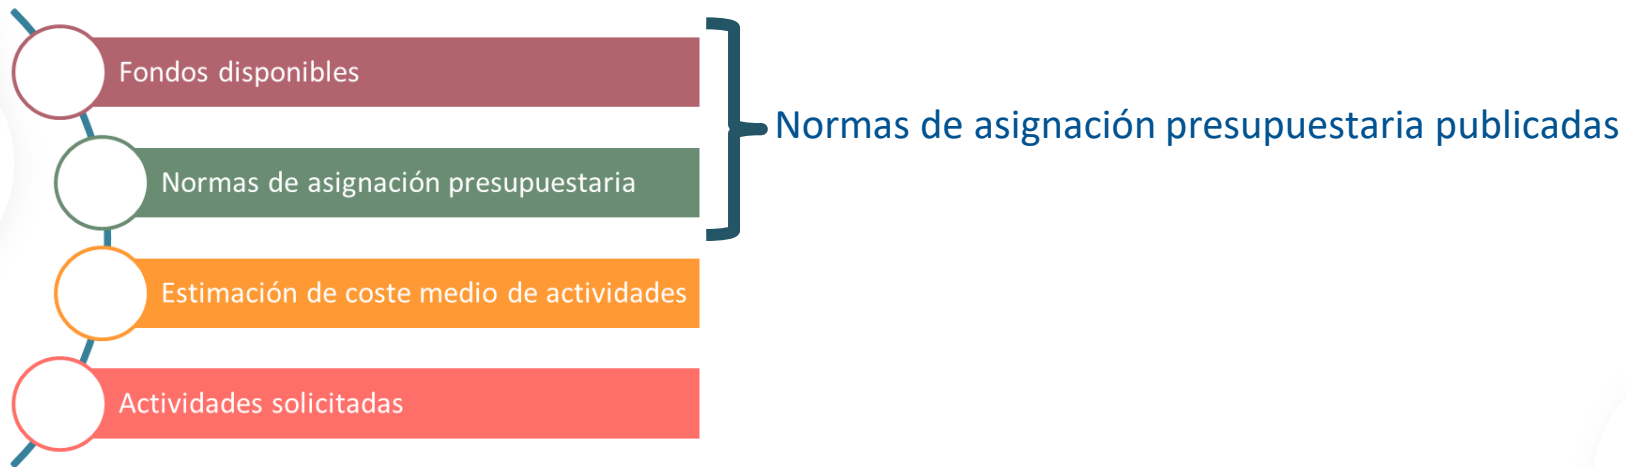 Fondos disponibles
Normas de asignación presupuestaria publicadas
Normas de asignación presupuestaria
Estimación de coste medio de actividades
Actividades solicitadas